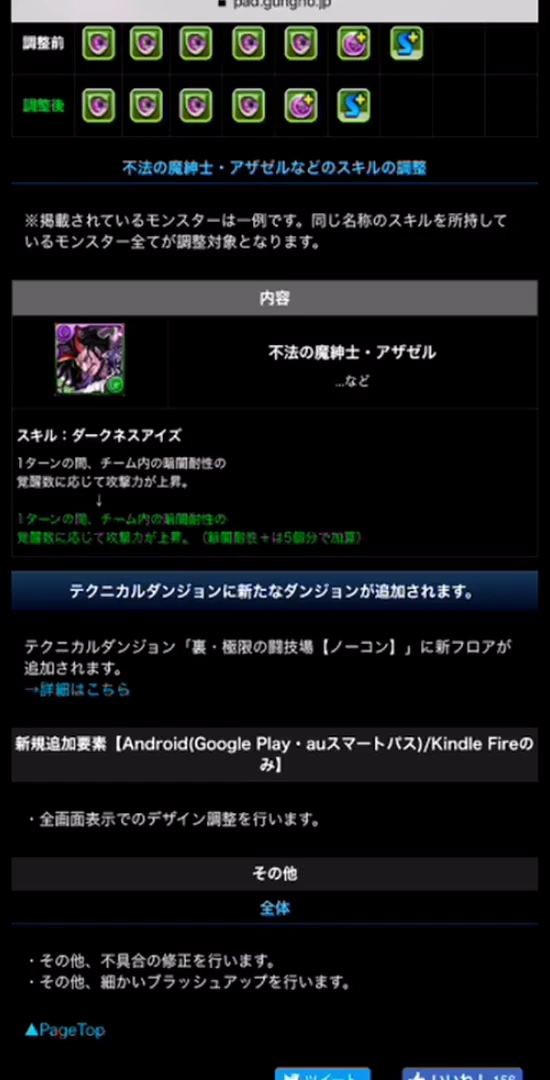 pad.gungho.jp
調整前
調整後
不法の魔紳士・アザゼルなどのスキルの調整
※掲載されているモンスターは一例です。同じ名称のスキルを所持して
いるモンスター全てが調整対象となります。
内容
不法の魔紳士・アザゼル
...など
スキル：ダークネスアイズ
1ターンの間、チーム内の暗闇耐性の
覚醒数に応じて攻撃力が上昇。
↓
1ターンの間、チーム内の暗闇耐性の
覚醒数に応じて攻撃力が上昇。（暗闇耐性＋は5個分で加算）
テクニカルダンジョンに新たなダンジョンが追加されます。
テクニカルダンジョン「裏・極限の闘技場【ノーコン】」に新フロアが
追加されます。
→詳細はこちら
新規追加要素【Android(Google Play・auスマートパス)/Kindle Fireの
み】
・全画面表示でのデザイン調整を行います。
その他
全体
・その他、不具合の修正を行います。
・その他、細かいブラッシュアップを行います。
▲PageTop
ツイート
いいね！ 156